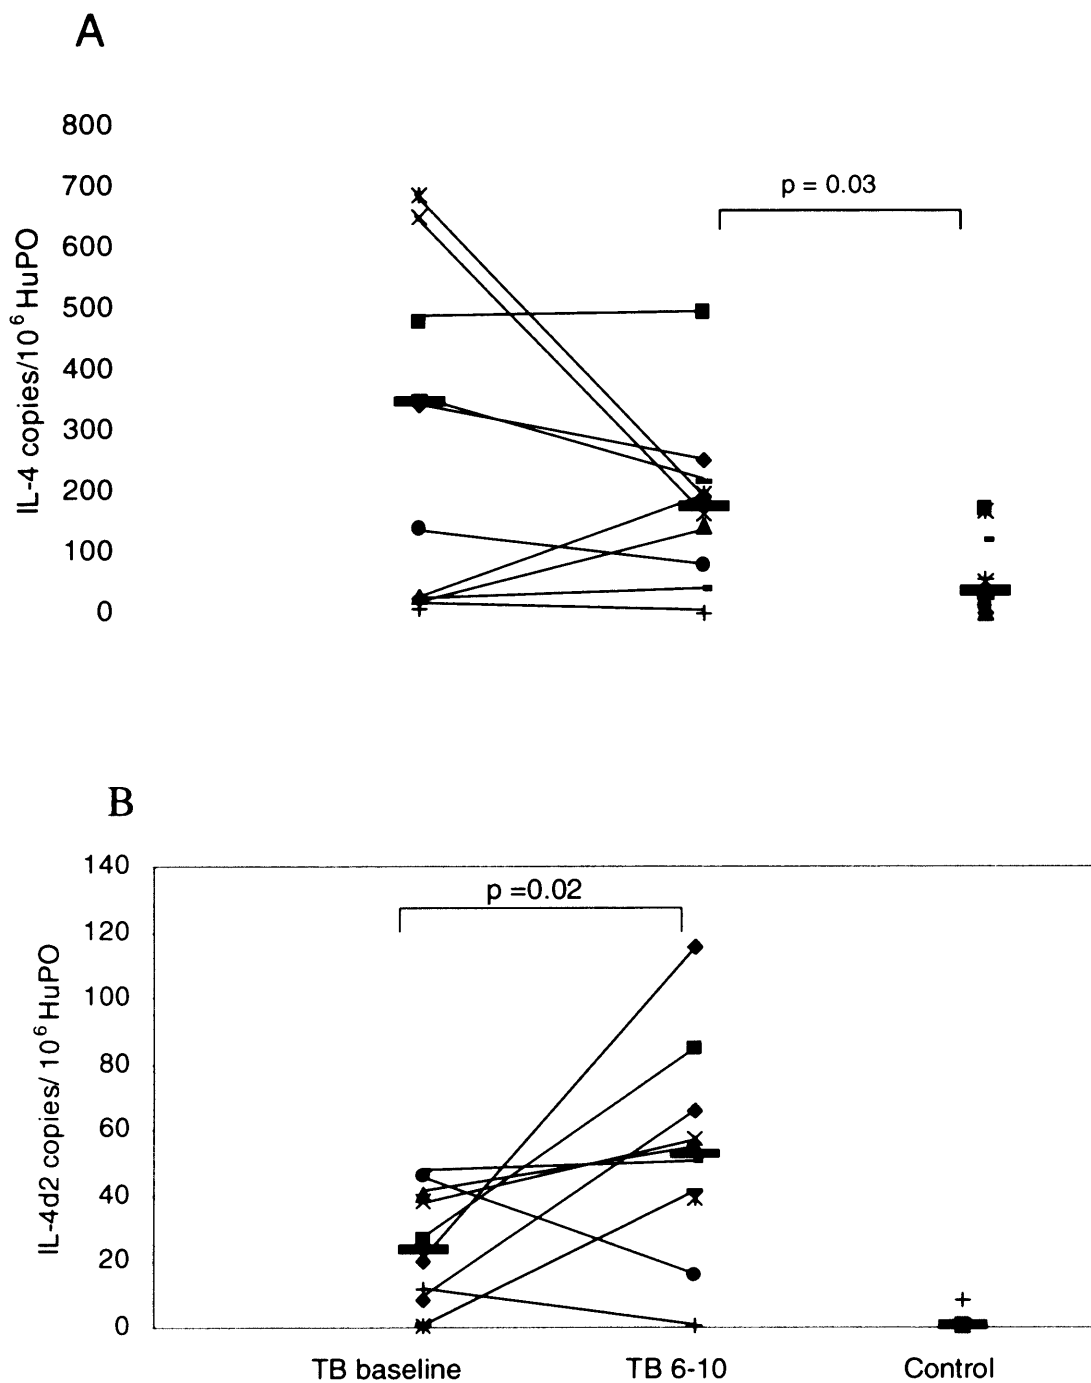 A
800
700
p = 0.03
600
500
400
300
200
100
0
IL-4 copies/10⁶ HuPO
B
140
p =0.02
120
100
80
60
40
20
0
IL-4d2 copies/ 10⁶ HuPO
TB baseline TB 6-10 Control